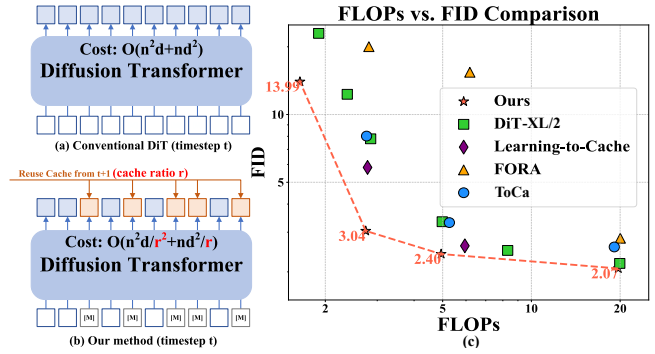 Cost: O(n²d+nd²)
Diffusion Transformer
(a) Conventional DiT (timestep t)
Reuse Cache from t+1 (cache ratio r)
Cost: O(n²d/r²+nd²/r)
Diffusion Transformer
[M] [M] [M] [M] [M]
(b) Our method (timestep t)
FLOPs vs. FID Comparison
13.99
10
Ours
DiT-XL/2
Learning-to-Cache
FORA
ToCa
FID
5
3.04
2.40
2.07
2 5 10 20
FLOPs
(c)